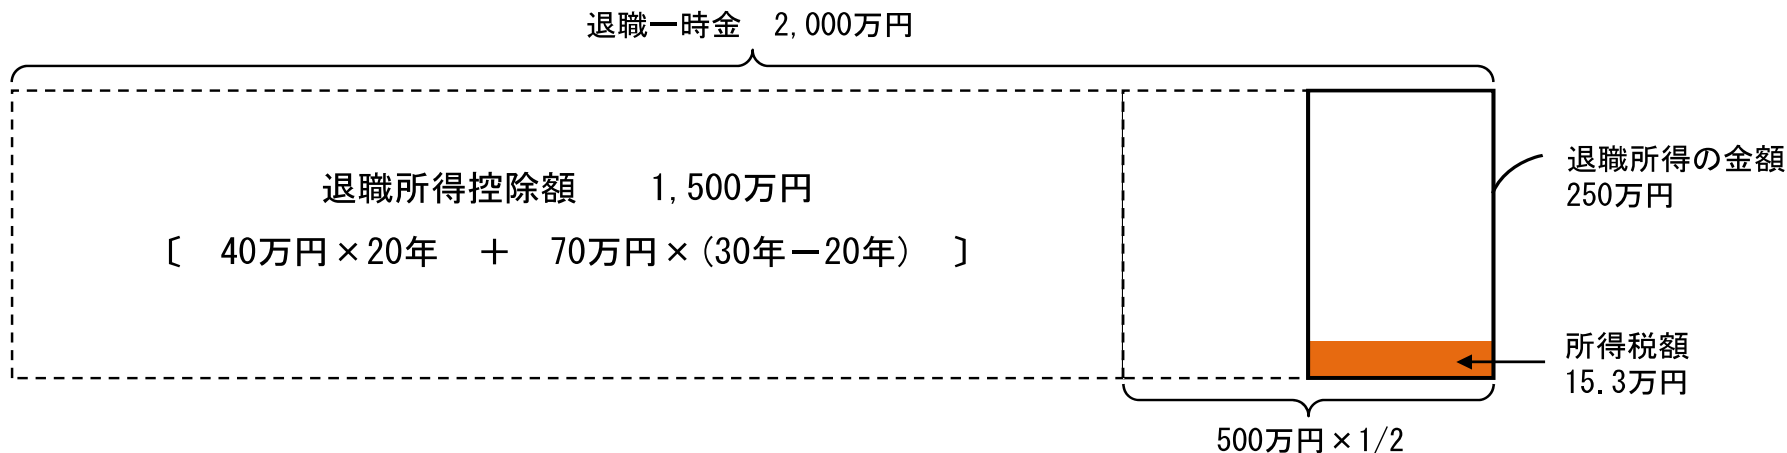 退職一時金　2,000万円
退職所得控除額　　1,500万円
〔　40万円×20年　＋　70万円×(30年－20年)　〕
退職所得の金額
250万円
所得税額
15.3万円
500万円×1/2